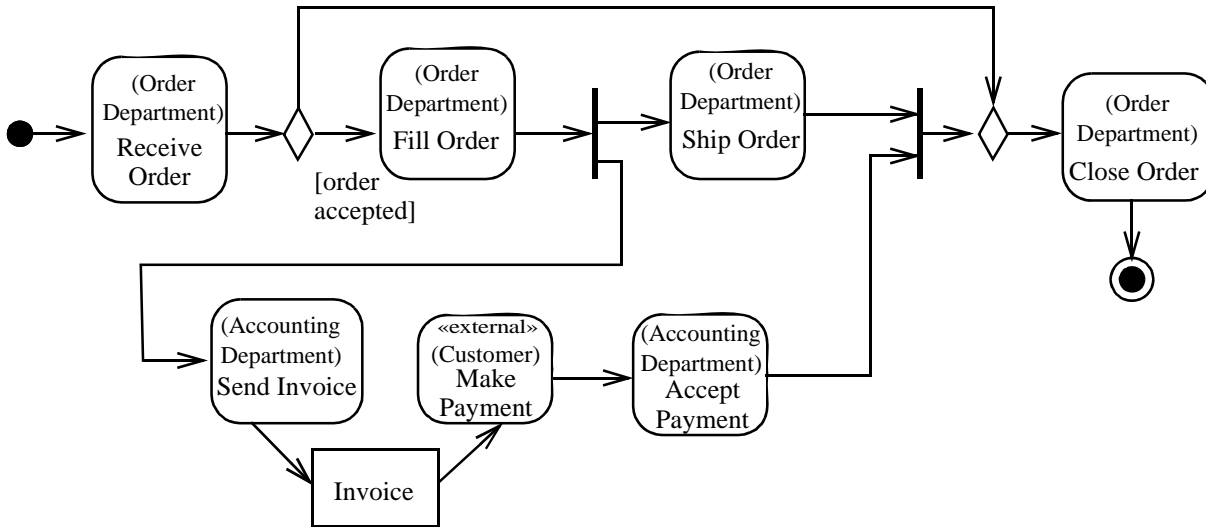 (Order
Department)
Receive
Order
(Order
Department)
Fill Order
[order
accepted]
(Order
Department)
Ship Order
(Order
Department)
Close Order
(Accounting
Department)
Send Invoice
Invoice
«external»
(Customer)
Make
Payment
(Accounting
Department)
Accept
Payment